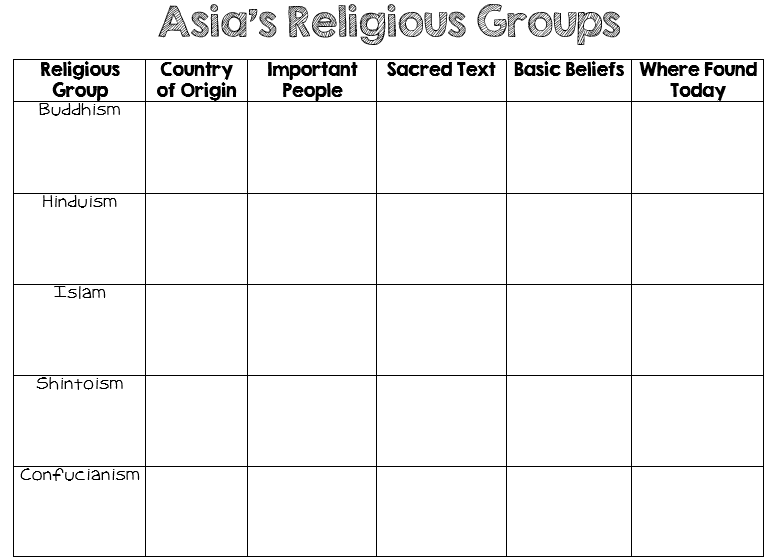 Asia's Religious Groups
Religious Country Important Sacred Text Basic Beliefs Where Found
Group of Origin People Today
Buddhism
Hinduism
Islam
Shintoism
Confucianism